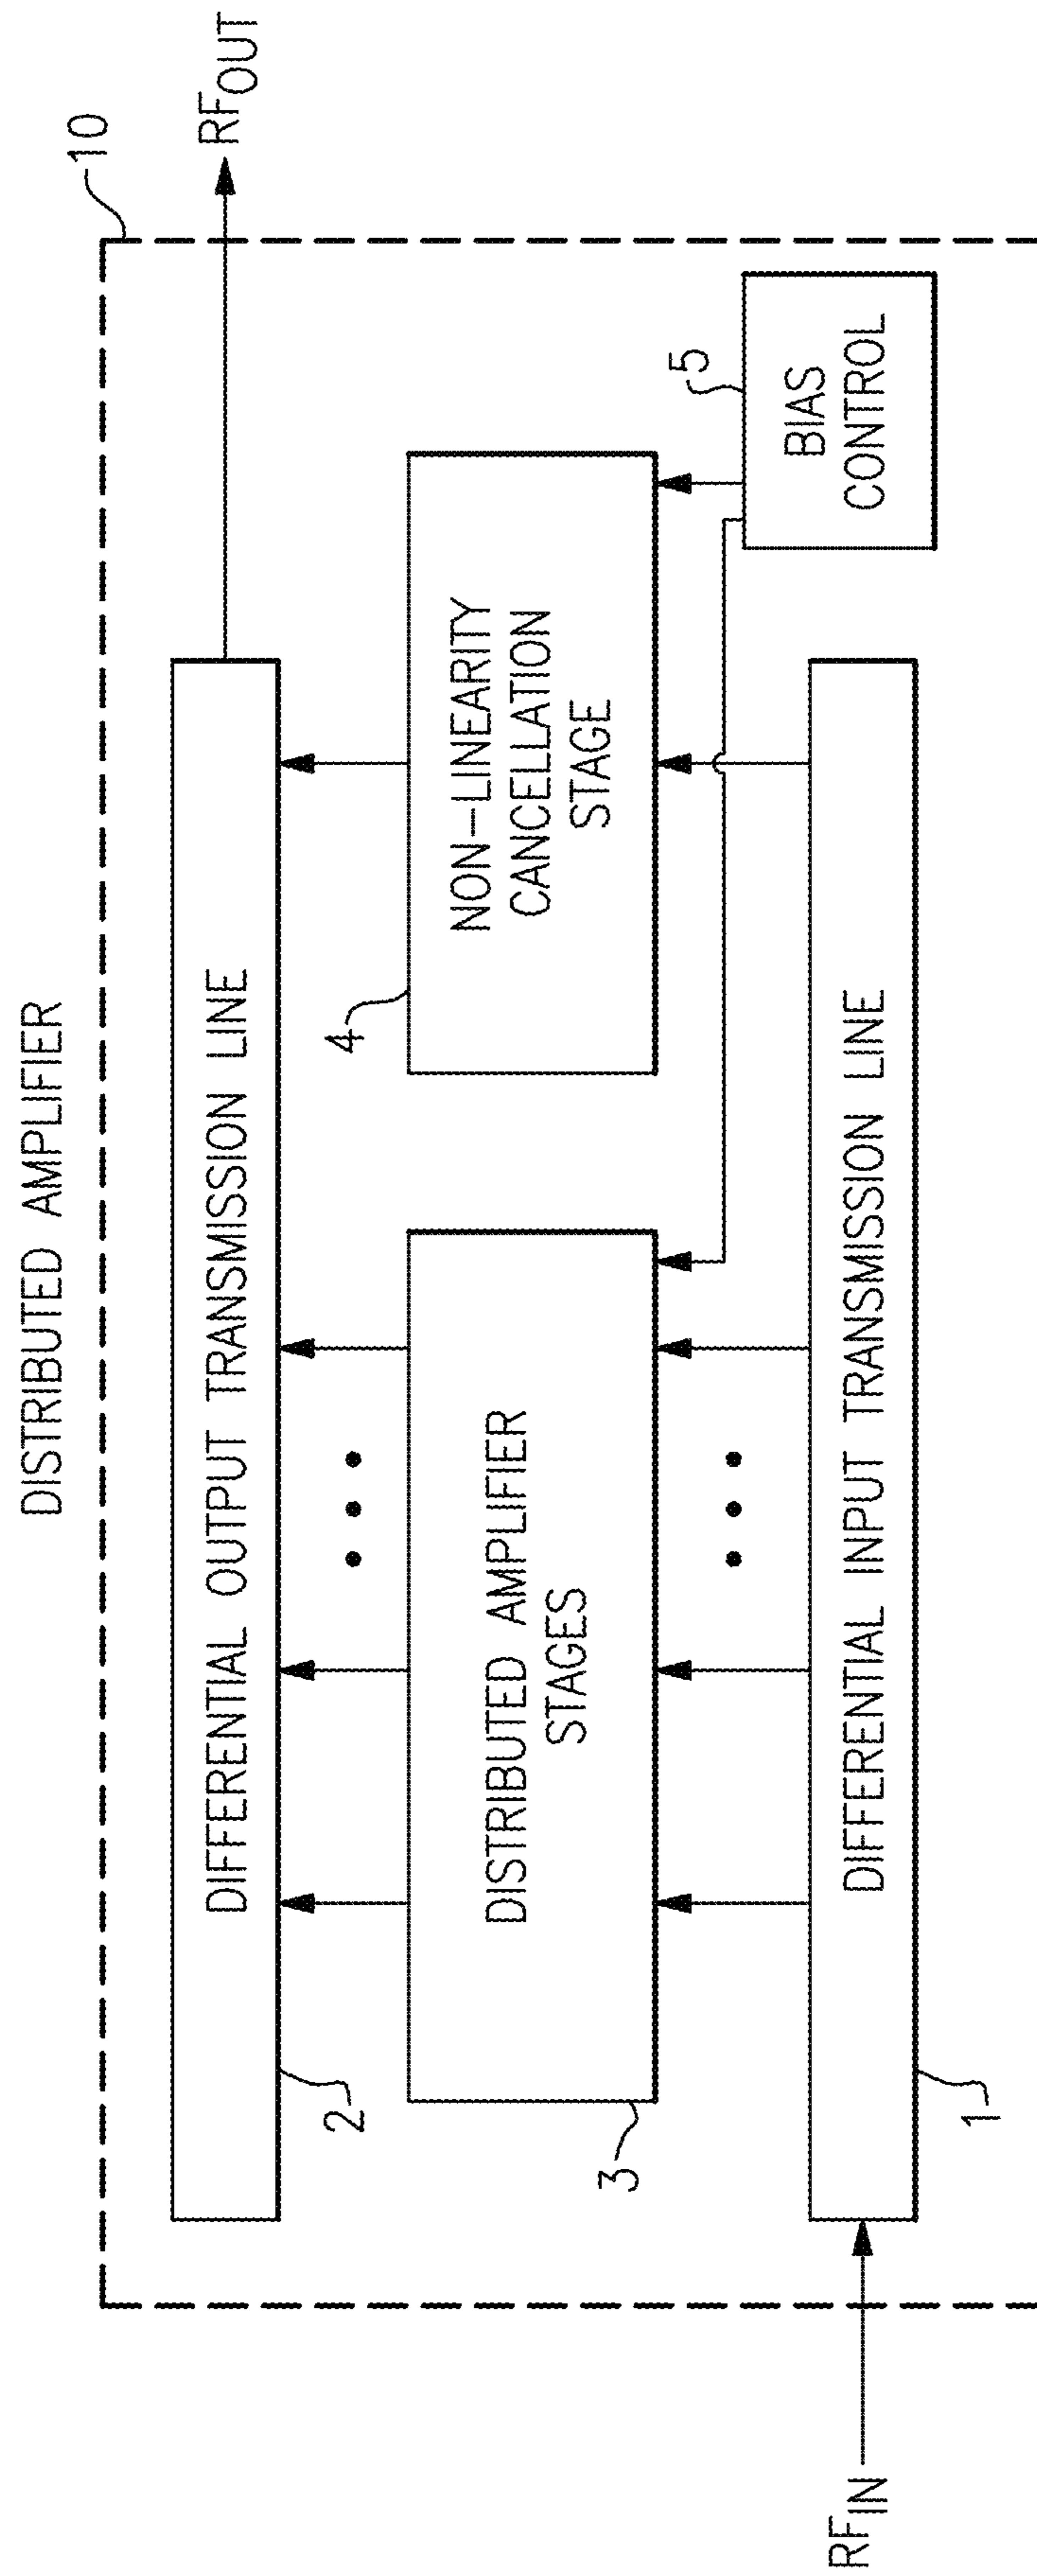 DISTRIBUTED AMPLIFIER
10
RFOUT
DIFFERENTIAL OUTPUT TRANSMISSION LINE
2
4
NON-LINEARITY
CANCELLATION
STAGE
DISTRIBUTED AMPLIFIER
STAGES
3
5
BIAS
CONTROL
DIFFERENTIAL INPUT TRANSMISSION LINE
1
RFIN